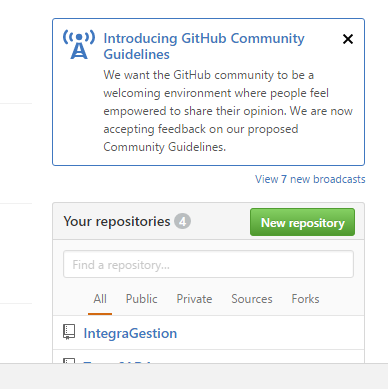 Introducing GitHub Community
Guidelines
We want the GitHub community to be a
welcoming environment where people feel
empowered to share their opinion. We are now
accepting feedback on our proposed
Community Guidelines.
View 7 new broadcasts
Your repositories 4
New repository
Find a repository...
All Public Private Sources Forks
IntegraGestion